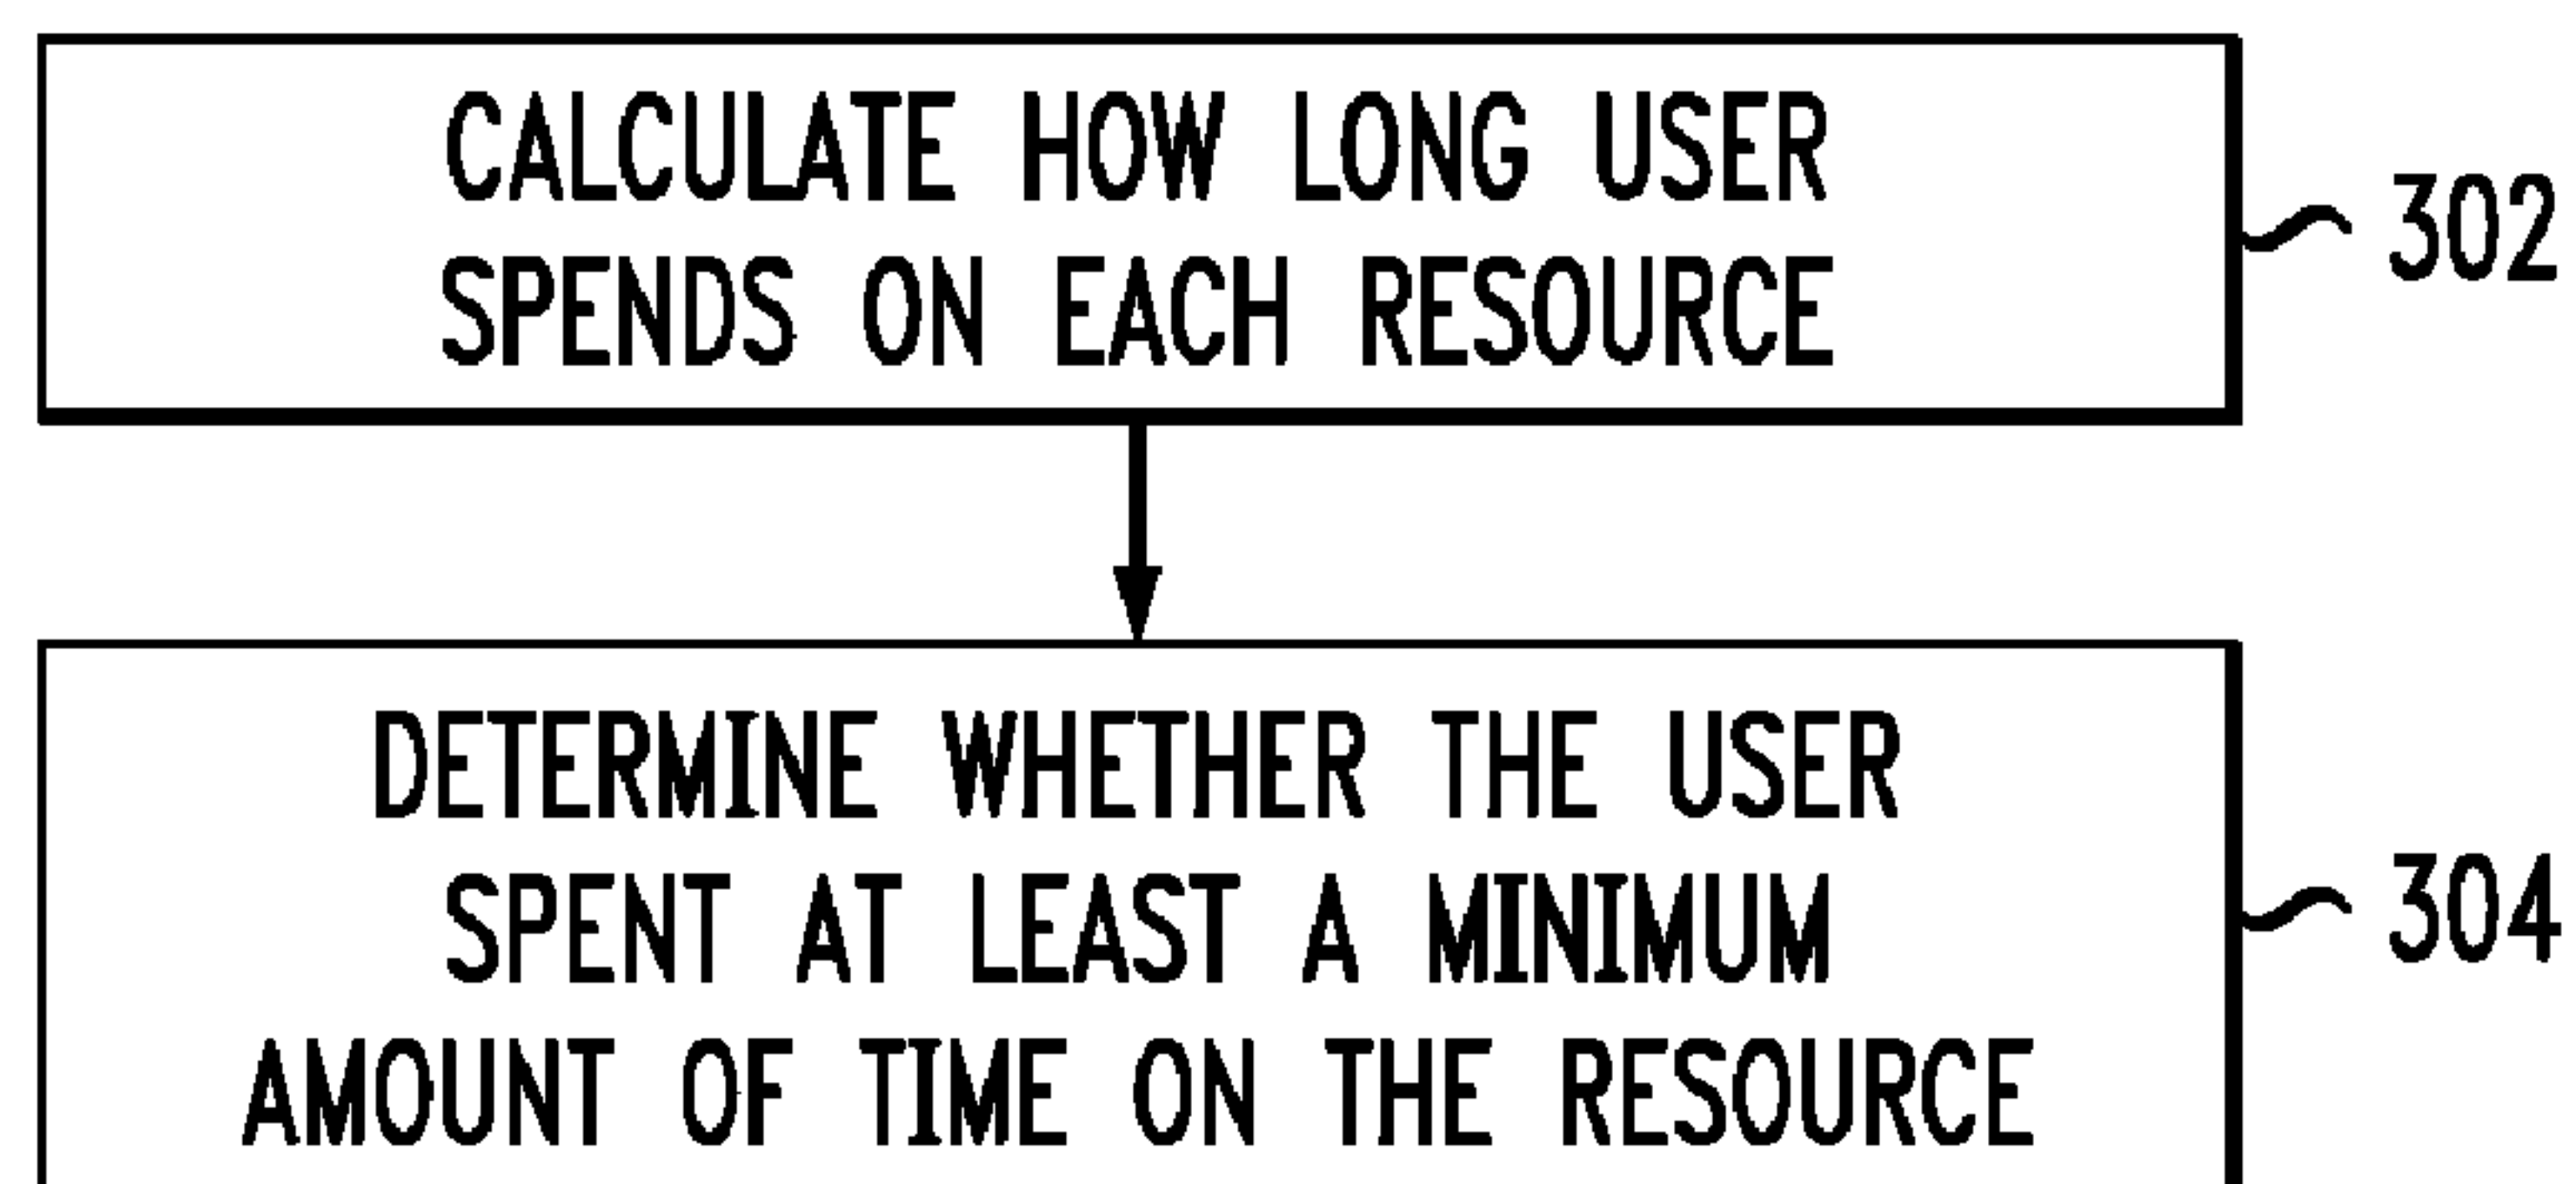 CALCULATE HOW LONG USER
SPENDS ON EACH RESOURCE
302
DETERMINE WHETHER THE USER
SPENT AT LEAST A MINIMUM
AMOUNT OF TIME ON THE RESOURCE
304